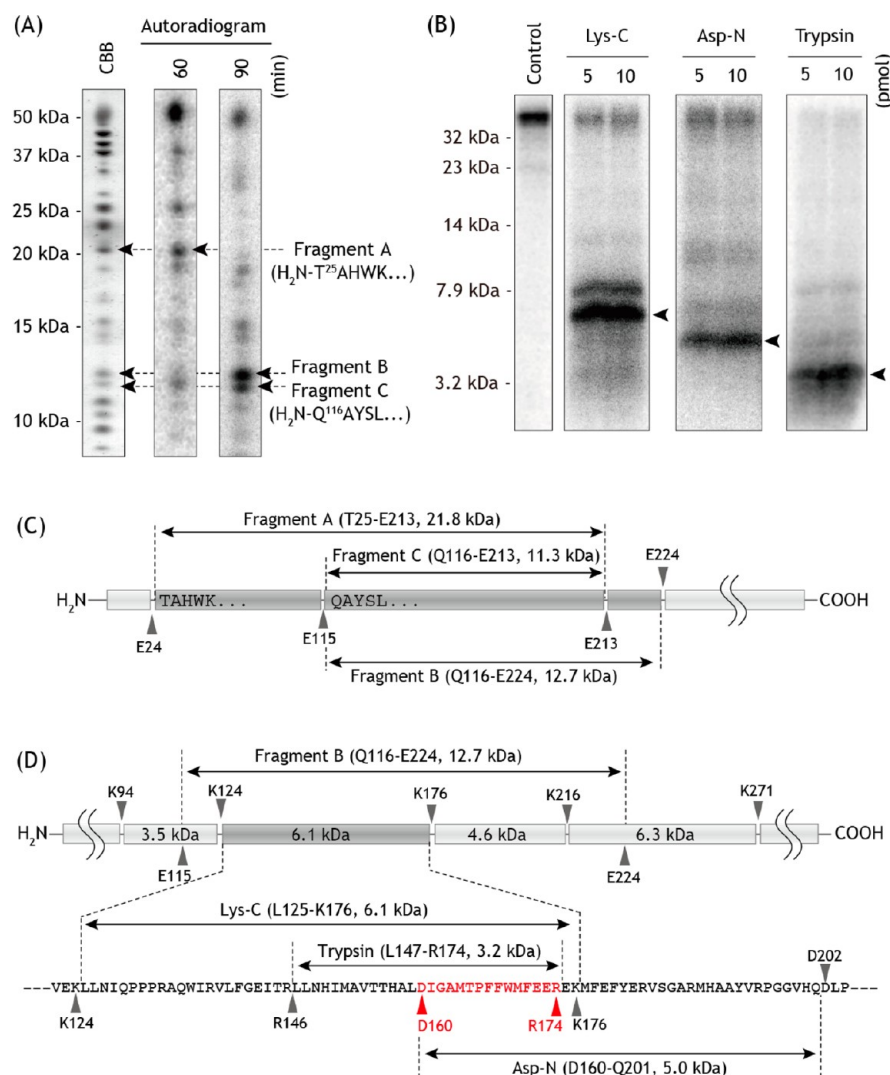 (A)
Autoradiogram
CBB
60
90
(min)
50 kDa -
37 kDa -
25 kDa -
20 kDa -
15 kDa -
10 kDa -
Fragment A
(H₂N-T²⁵AHWK...)
Fragment B
Fragment C
(H₂N-Q¹¹⁶AYSL...)
(B)
Control
Lys-C
Asp-N
Trypsin
5 10 5 10 5 10
(pmol)
32 kDa -
23 kDa -
14 kDa -
7.9 kDa -
3.2 kDa -
(C)
Fragment A (T25-E213, 21.8 kDa)
Fragment C (Q116-E213, 11.3 kDa)
E224
H₂N
TAHWK...
QAYSL...
COOH
E24
E115
E213
Fragment B (Q116-E224, 12.7 kDa)
(D)
Fragment B (Q116-E224, 12.7 kDa)
K94
K124
K176
K216
K271
H₂N
3.5 kDa
6.1 kDa
4.6 kDa
6.3 kDa
COOH
E115
E224
Lys-C (L125-K176, 6.1 kDa)
Trypsin (L147-R174, 3.2 kDa)
D202
---VEKLLNIQPPPRAQWIRVLFGEITRLLNHIMAVTTHALDIGAMTPFFWMFEEREKMFEFYERVSGARMHAAYVRPGGVHQDLP---
K124
R146
D160
R174
K176
Asp-N (D160-Q201, 5.0 kDa)